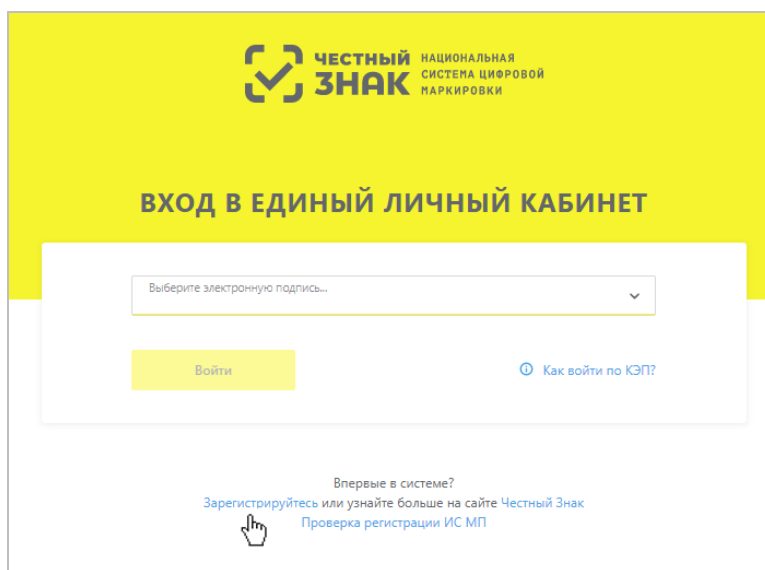 ЧЕСТНЫЙ
ЗНАК
НАЦИОНАЛЬНАЯ
СИСТЕМА ЦИФРОВОЙ
МАРКИРОВКИ
ВХОД В ЕДИНЫЙ ЛИЧНЫЙ КАБИНЕТ
Выберите электронную подпись...
Войти
Как войти по КЭП?
Впервые в системе?
Зарегистрируйтесь или узнайте больше на сайте Честный Знак
Проверка регистрации ИС МП